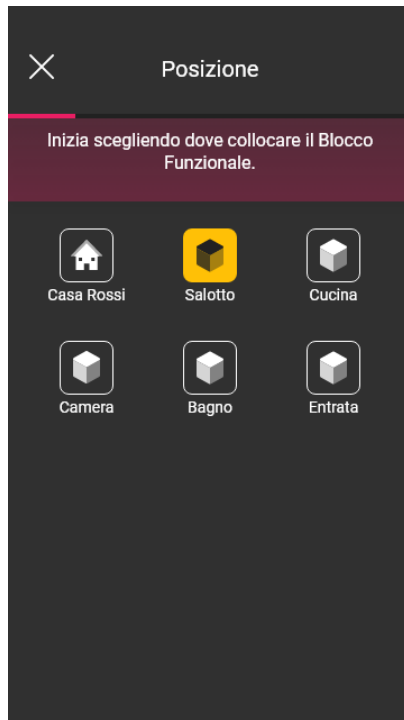 Posizione
Inizia scegliendo dove collocare il Blocco
Funzionale.
Casa Rossi
Salotto
Cucina
Camera
Bagno
Entrata